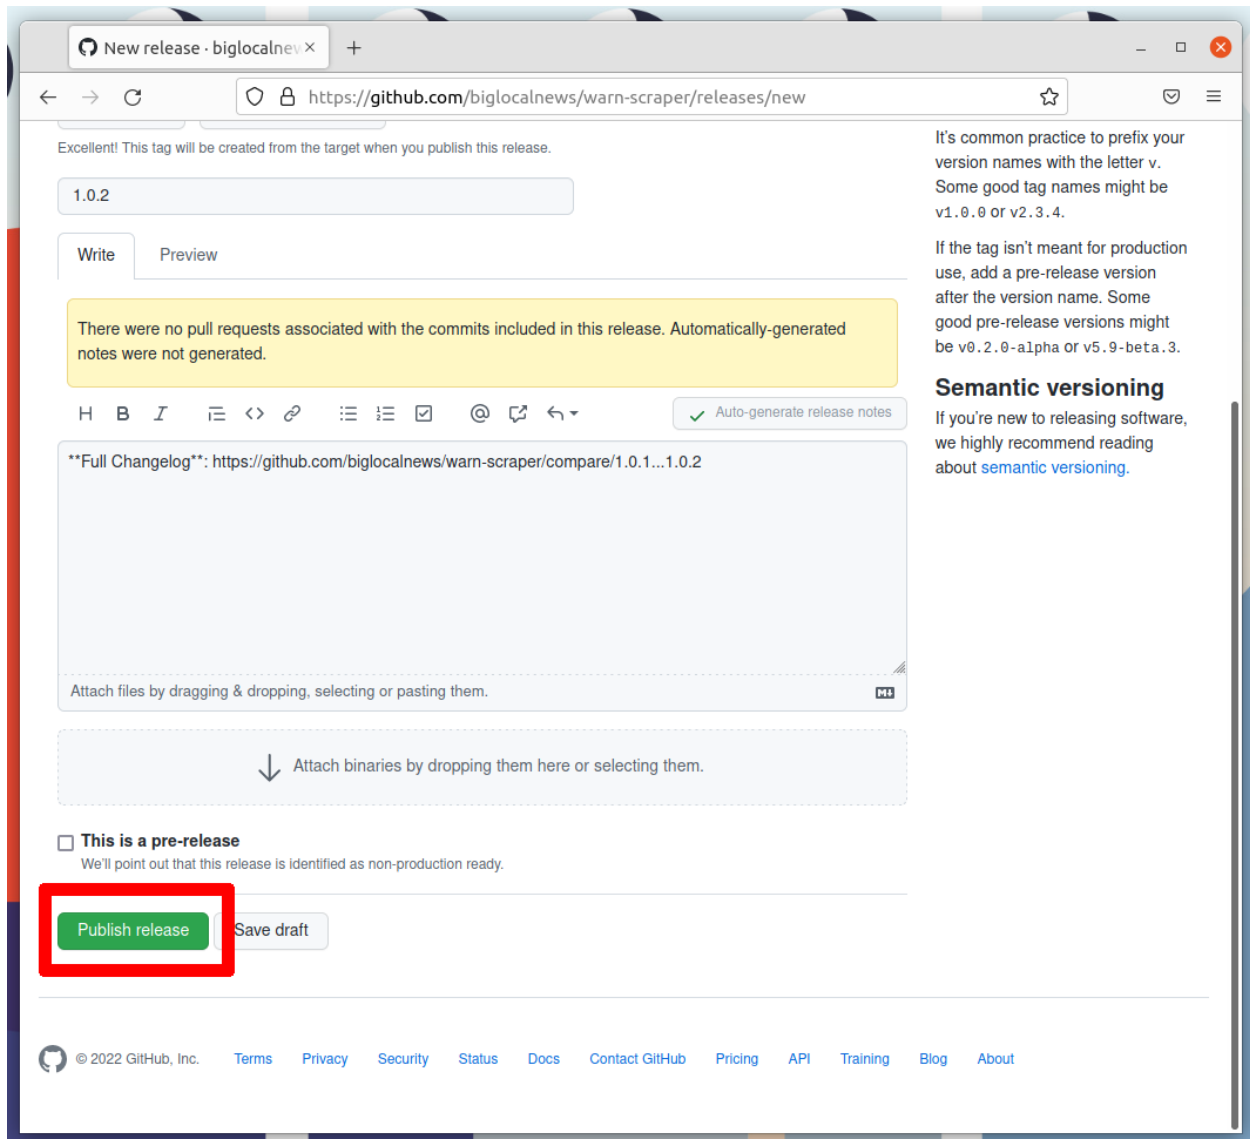 New release · biglocalnew
https://github.com/biglocalnews/warn-scraper/releases/new
Excellent! This tag will be created from the target when you publish this release.
1.0.2
Write
Preview
There were no pull requests associated with the commits included in this release. Automatically-generated
notes were not generated.
H B I
Auto-generate release notes
**Full Changelog**: https://github.com/biglocalnews/warn-scraper/compare/1.0.1...1.0.2
Attach files by dragging & dropping, selecting or pasting them.
Attach binaries by dropping them here or selecting them.
This is a pre-release
We'll point out that this release is identified as non-production ready.
Publish release
Save draft
It's common practice to prefix your
version names with the letter v.
Some good tag names might be
v1.0.0 or v2.3.4.
If the tag isn't meant for production
use, add a pre-release version
after the version name. Some
good pre-release versions might
be v0.2.0-alpha or v5.9-beta.3.
Semantic versioning
If you're new to releasing software,
we highly recommend reading
about semantic versioning.
© 2022 GitHub, Inc.
Terms
Privacy
Security
Status
Docs
Contact GitHub
Pricing
API
Training
Blog
About